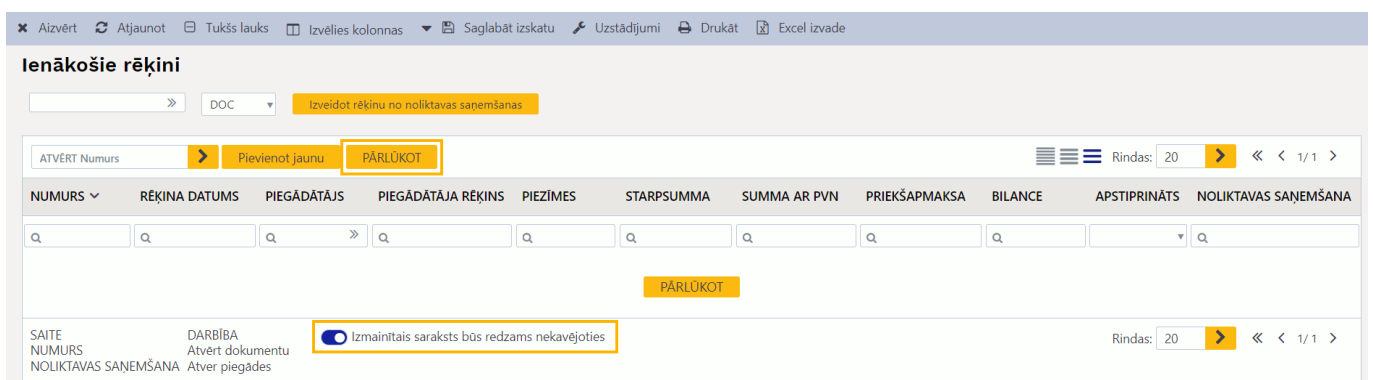 Aizvērt Atjaunot Tukšs lauks Izvēlies kolonnas Saglabāt izskatu Uzstādījumi Drukāt Excel izvade
Ienākošie rēķini
DOC Izveidot rēķinu no noliktavas saņemšanas
ATVĒRT Numurs Pievienot jaunu PĀRLŪKOT Rindas: 20 1/ 1
NUMURS RĒĶINA DATUMS PIEGĀDĀTĀJS PIEGĀDĀTĀJA RĒĶINS PIEZĪMES STARPSUMMA SUMMA AR PVN PRIEKŠAPMAKSA BILANCE APSTIPRINĀTS NOLIKTAVAS SAŅEMŠANA
PĀRLŪKOT
SAITE DARBĪBA Izmainītais saraksts būs redzams nekavējoties Rindas: 20 1/ 1
NUMURS Atvērt dokumentu
NOLIKTAVAS SAŅEMŠANA Atver piegādes